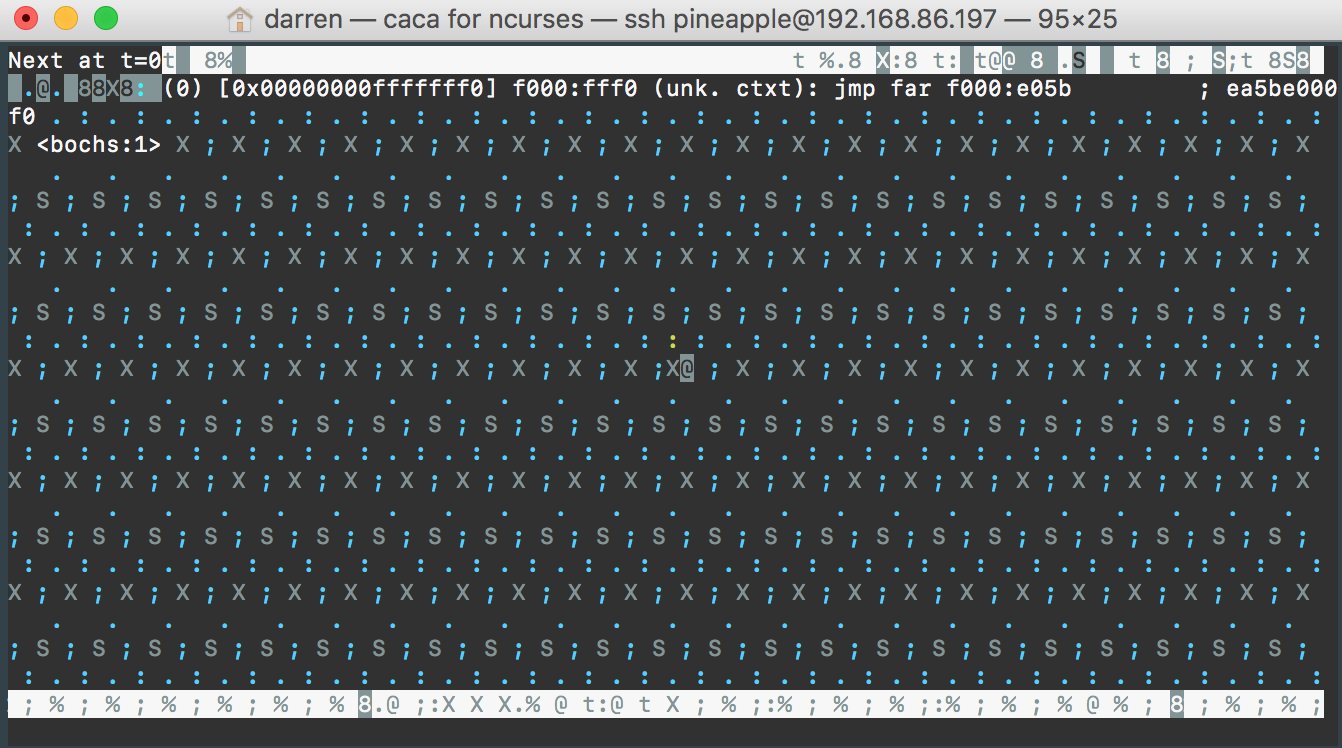 darren — caca for ncurses — ssh pineapple@192.168.86.197 — 95×25
Next at t=0t 8% t %.8 X:8 t: t@@ 8 .S t 8 ; S;t 8S8
.@. 88X8: (0) [0x00000000fffffff0] f000:fff0 (unk. ctxt): jmp far f000:e05b ; ea5be000
f0 . : . : . : . : . : . : . : . : . : . : . : . : . : . : . : . : . : . : . : . : . : . : . :
X <bochs:1> X ; X ; X ; X ; X ; X ; X ; X ; X ; X ; X ; X ; X ; X ; X ; X ; X ; X ; X ; X ; X
. . . . . . . . . . . . . . . . . . . . . . .
; S ; S ; S ; S ; S ; S ; S ; S ; S ; S ; S ; S ; S ; S ; S ; S ; S ; S ; S ; S ; S ; S ; S ;
: . : . : . : . : . : . : . : . : . : . : . : . : . : . : . : . : . : . : . : . : . : . : . :
X ; X ; X ; X ; X ; X ; X ; X ; X ; X ; X ; X ; X ; X ; X ; X ; X ; X ; X ; X ; X ; X ; X ; X
. . . . . . . . . . . . . . . . . . . . . . .
; S ; S ; S ; S ; S ; S ; S ; S ; S ; S ; S ; S ; S ; S ; S ; S ; S ; S ; S ; S ; S ; S ; S ;
: . : . : . : . : . : . : . : . : . : . : . : : : . : . : . : . : . : . : . : . : . : . : . :
X ; X ; X ; X ; X ; X ; X ; X ; X ; X ; X ; X ;X@ ; X ; X ; X ; X ; X ; X ; X ; X ; X ; X ; X
. . . . . . . . . . . . . . . . . . . . . . .
; S ; S ; S ; S ; S ; S ; S ; S ; S ; S ; S ; S ; S ; S ; S ; S ; S ; S ; S ; S ; S ; S ; S ;
: . : . : . : . : . : . : . : . : . : . : . : . : . : . : . : . : . : . : . : . : . : . : . :
X ; X ; X ; X ; X ; X ; X ; X ; X ; X ; X ; X ; X ; X ; X ; X ; X ; X ; X ; X ; X ; X ; X ; X
. . . . . . . . . . . . . . . . . . . . . . .
; S ; S ; S ; S ; S ; S ; S ; S ; S ; S ; S ; S ; S ; S ; S ; S ; S ; S ; S ; S ; S ; S ; S ;
: . : . : . : . : . : . : . : . : . : . : . : . : . : . : . : . : . : . : . : . : . : . : . :
X ; X ; X ; X ; X ; X ; X ; X ; X ; X ; X ; X ; X ; X ; X ; X ; X ; X ; X ; X ; X ; X ; X ; X
. . . . . . . . . . . . . . . . . . . . . . .
; S ; S ; S ; S ; S ; S ; S ; S ; S ; S ; S ; S ; S ; S ; S ; S ; S ; S ; S ; S ; S ; S ; S ;
: . : . : . : . : . : . : . : . : . : . : . : . : . : . : . : . : . : . : . : . : . : . : . :
; % ; % ; % ; % ; % ; % 8.@ ;:X X X.% @ t:@ t X ; % ;:% ; % ; % ;:% ; % ; % @ % ; 8 ; % ; % ;